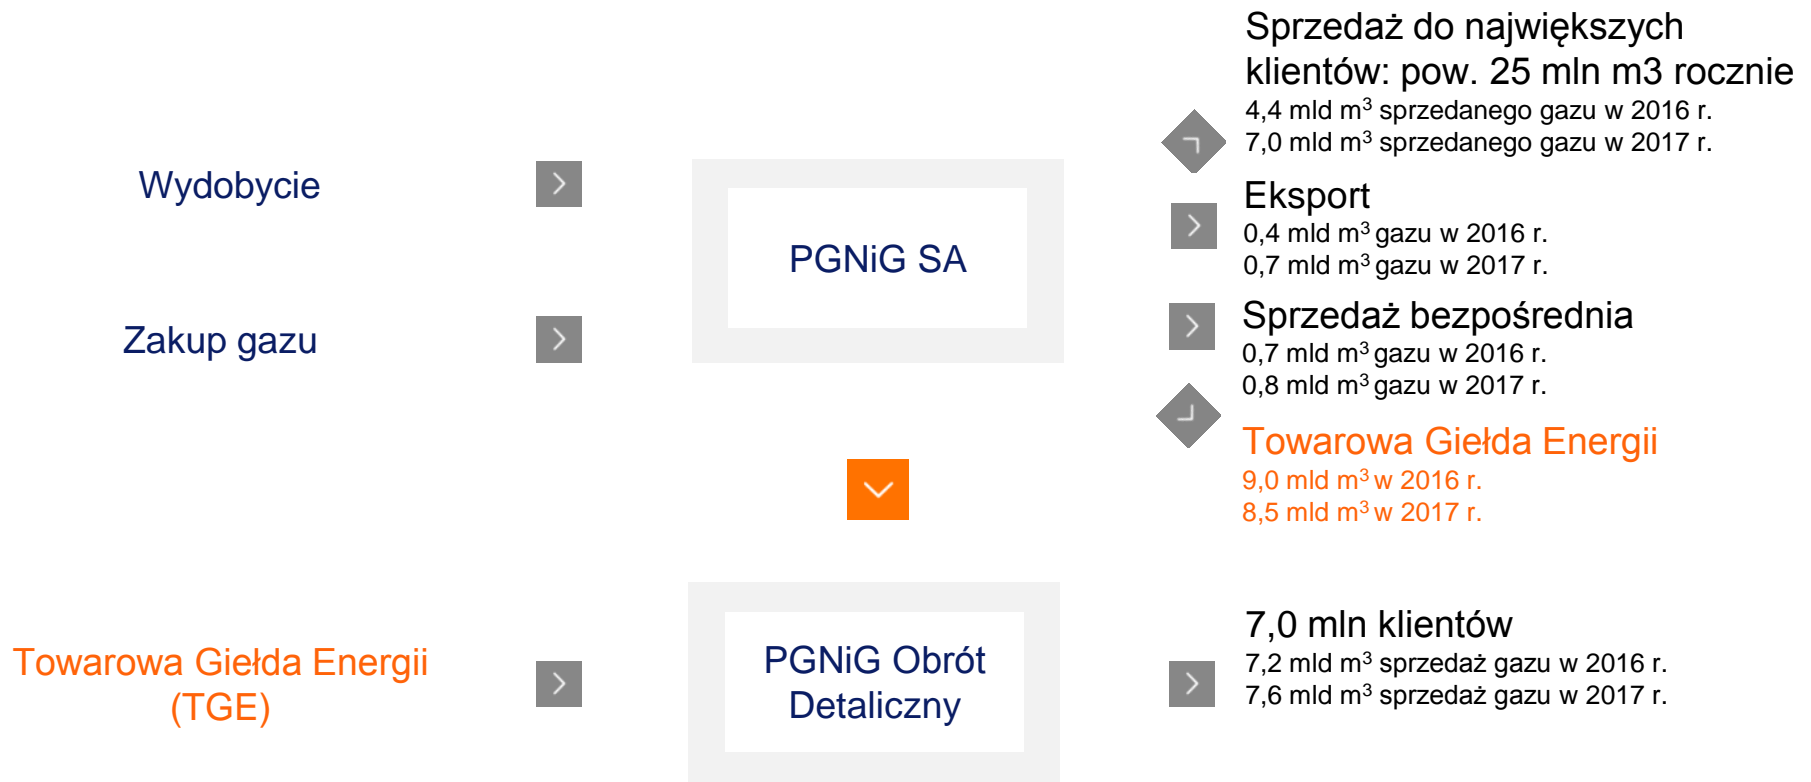 Wydobycie
Zakup gazu
PGNiG SA
Sprzedaż do największych
klientów: pow. 25 mln m3 rocznie
4,4 mld m³ sprzedanego gazu w 2016 r.
7,0 mld m³ sprzedanego gazu w 2017 r.
Eksport
0,4 mld m³ gazu w 2016 r.
0,7 mld m³ gazu w 2017 r.
Sprzedaż bezpośrednia
0,7 mld m³ gazu w 2016 r.
0,8 mld m³ gazu w 2017 r.
Towarowa Giełda Energii
9,0 mld m³ w 2016 r.
8,5 mld m³ w 2017 r.
Towarowa Giełda Energii
(TGE)
PGNiG Obrót
Detaliczny
7,0 mln klientów
7,2 mld m³ sprzedaż gazu w 2016 r.
7,6 mld m³ sprzedaż gazu w 2017 r.